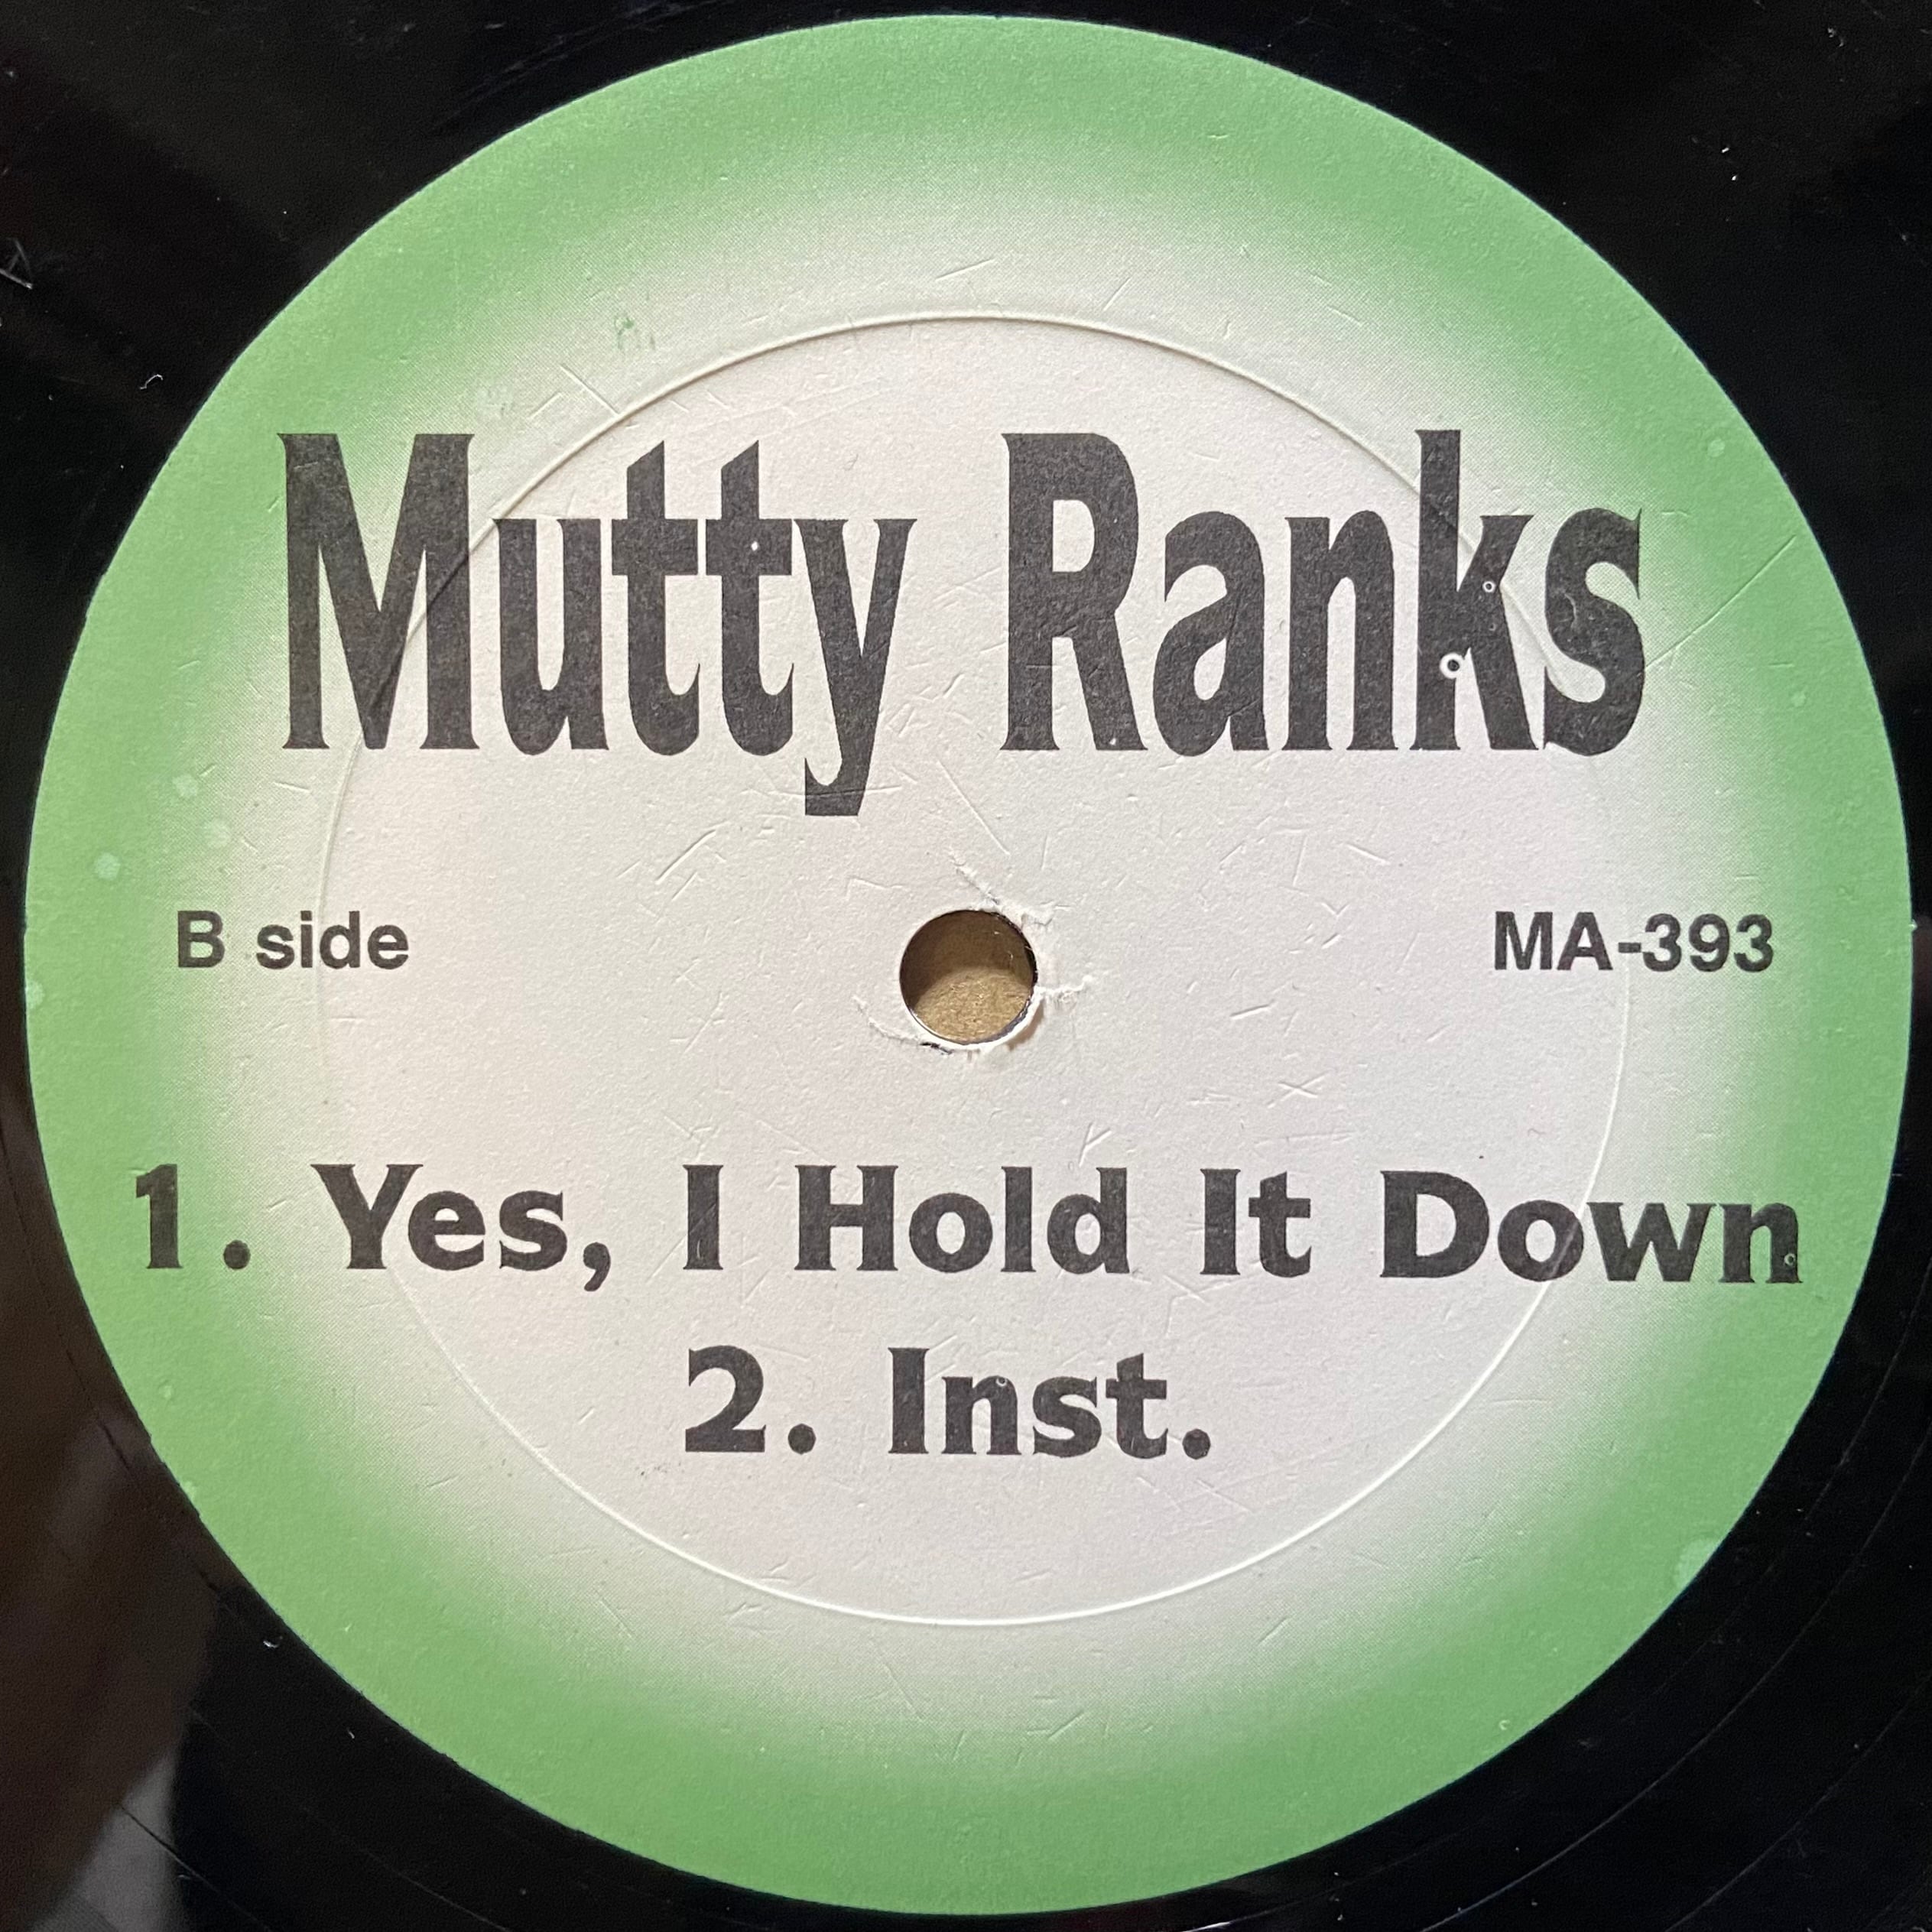 Mutty Ranks
B side
MA-393
1. Yes, I Hold It Down
2. Inst.